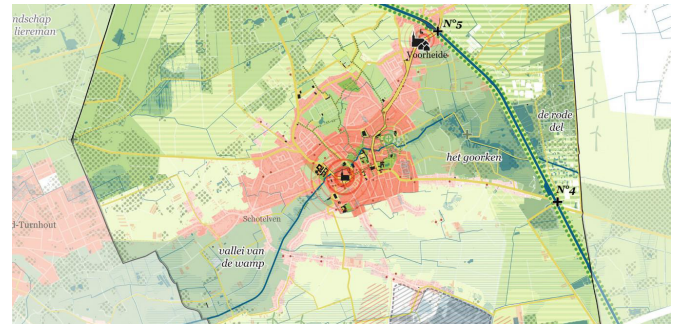 ndschap
liereman
N°5
Voorheide
de rode
del
het goorken
N°4
Schotelven
d-Turnhout
vallei van
de wamp